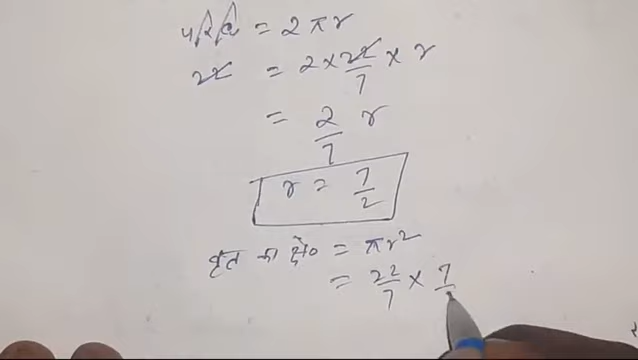 परिधि = 2πr
22 = 2 × 22/7 × r
= 2/7 r
r = 7/2
वृत का क्षे० = πr²
= 22/7 × 7/